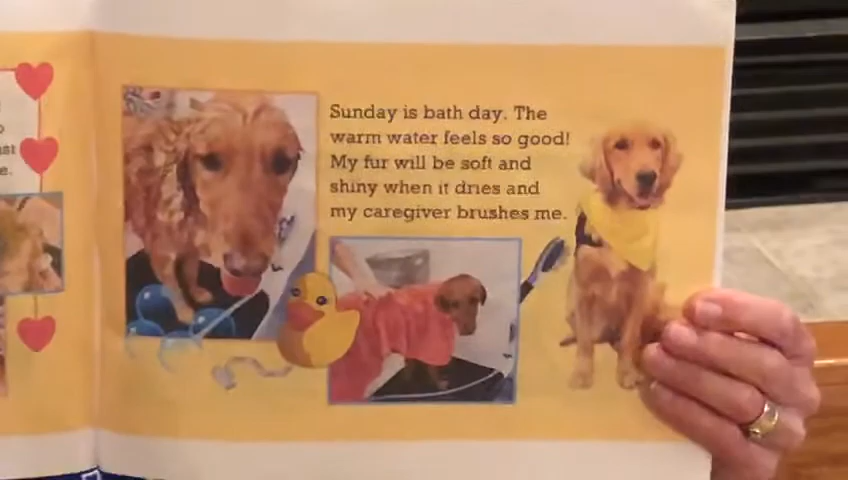 ist
e.
Sunday is bath day. The
warm water feels so good!
My fur will be soft and
shiny when it dries and
my caregiver brushes me.